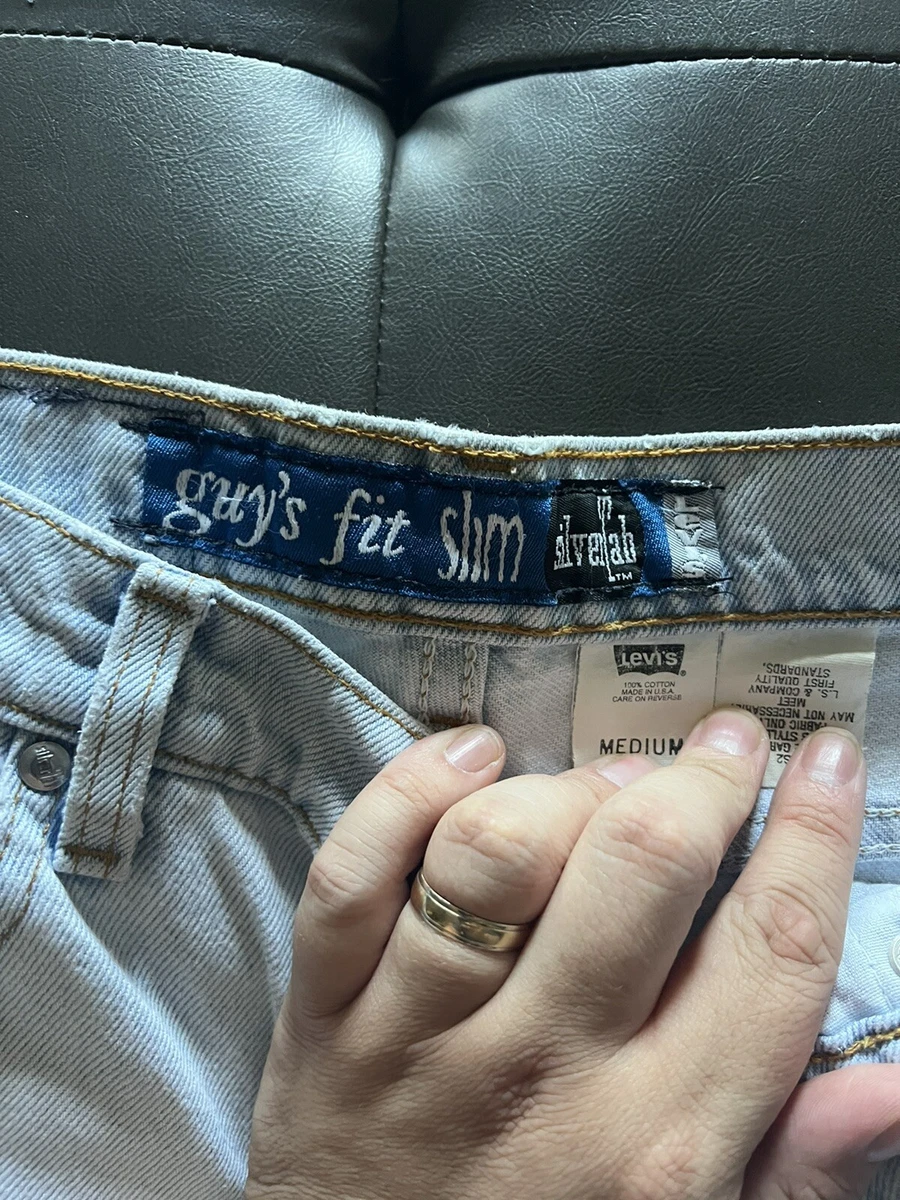 guy's fit slim
silvertab
TM
LEVI'S
®
100% COTTON
MADE IN U.S.A.
CARE ON REVERSE
MEDIUM
MAY NOT NECESSARILY
MEET
L.S. & COMPANY
FIRST QUALITY
STANDARDS.